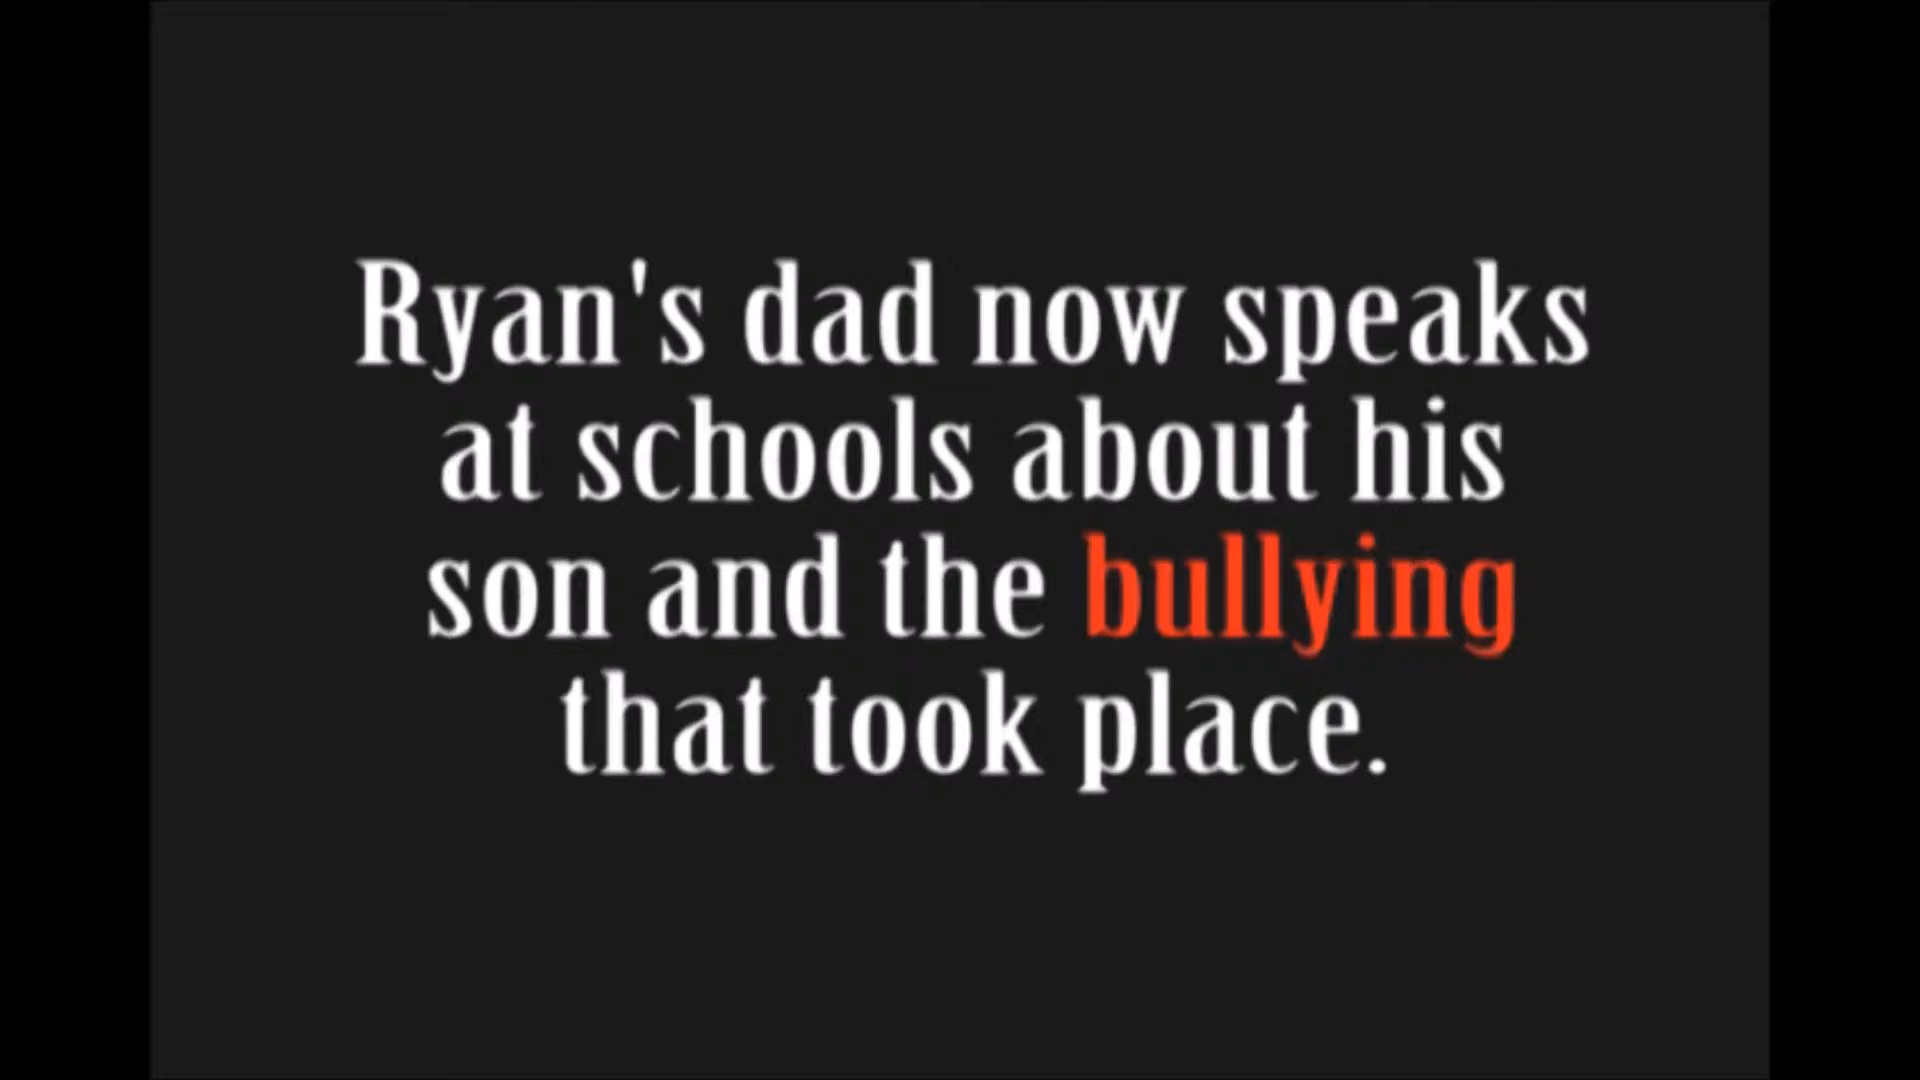 Ryan's dad now speaks
at schools about his
son and the bullying
that took place.